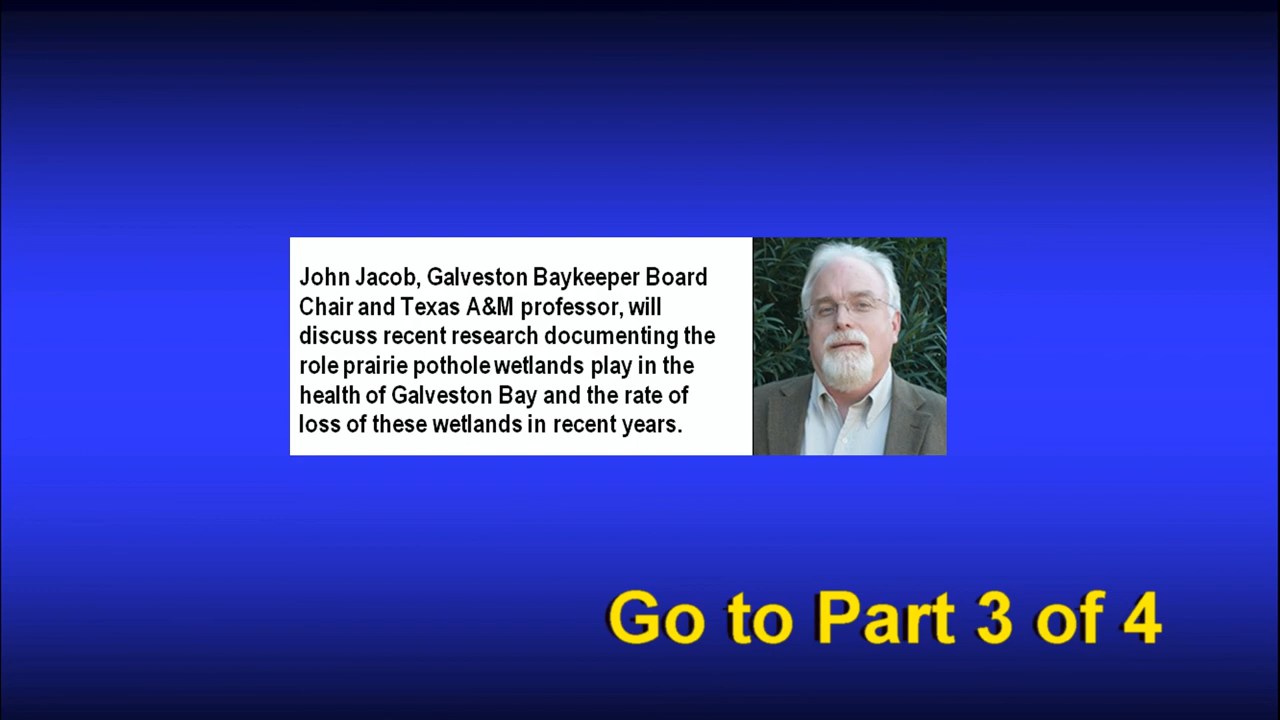 John Jacob, Galveston Baykeeper Board
Chair and Texas A&M professor, will
discuss recent research documenting the
role prairie pothole wetlands play in the
health of Galveston Bay and the rate of
loss of these wetlands in recent years.
Go to Part 3 of 4